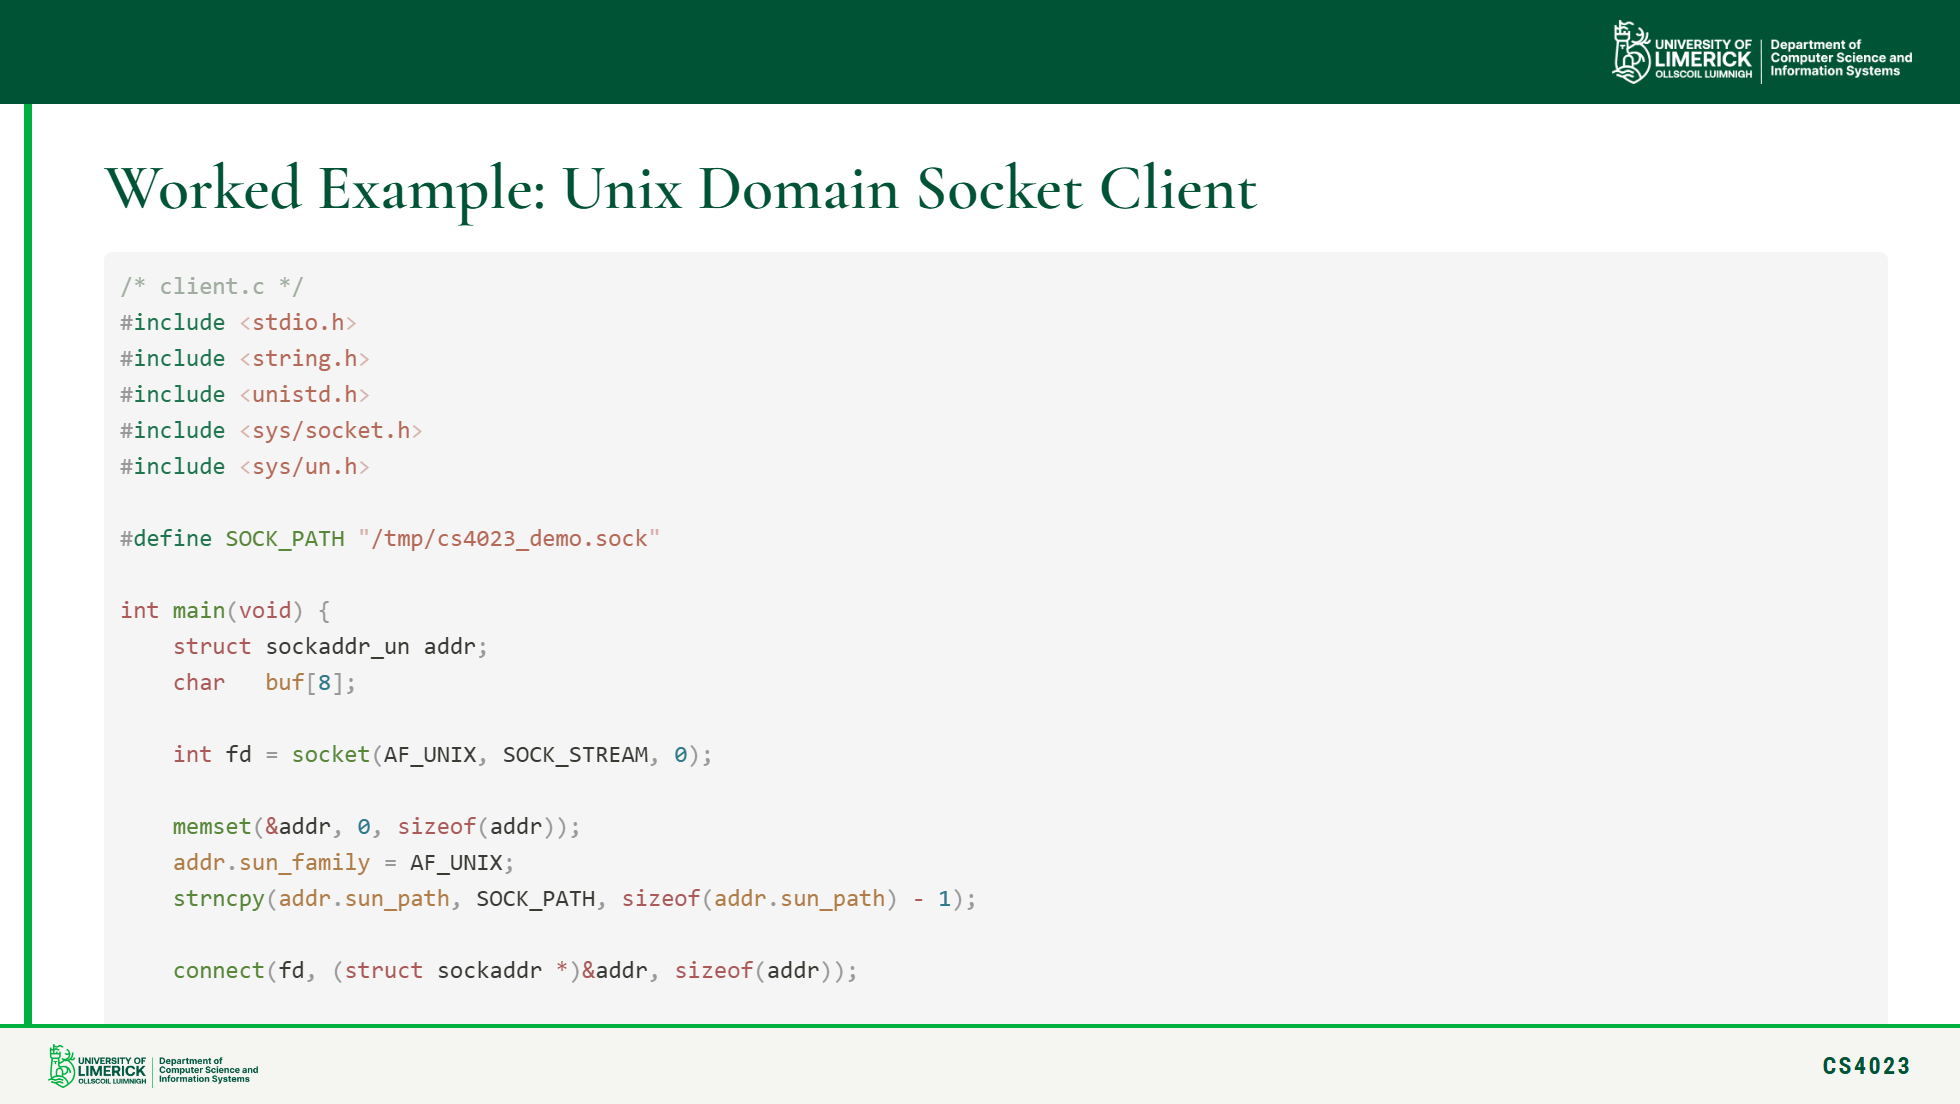 UNIVERSITY OF
LIMERICK
OLLSCOIL LUIMNIGH
Department of
Computer Science and
Information Systems
Worked Example: Unix Domain Socket Client
/* client.c */
#include <stdio.h>
#include <string.h>
#include <unistd.h>
#include <sys/socket.h>
#include <sys/un.h>
#define SOCK_PATH "/tmp/cs4023_demo.sock"
int main(void) {
    struct sockaddr_un addr;
    char   buf[8];
    int fd = socket(AF_UNIX, SOCK_STREAM, 0);
    memset(&addr, 0, sizeof(addr));
    addr.sun_family = AF_UNIX;
    strncpy(addr.sun_path, SOCK_PATH, sizeof(addr.sun_path) - 1);
    connect(fd, (struct sockaddr *)&addr, sizeof(addr));
UNIVERSITY OF
LIMERICK
OLLSCOIL LUIMNIGH
Department of
Computer Science and
Information Systems
CS4023